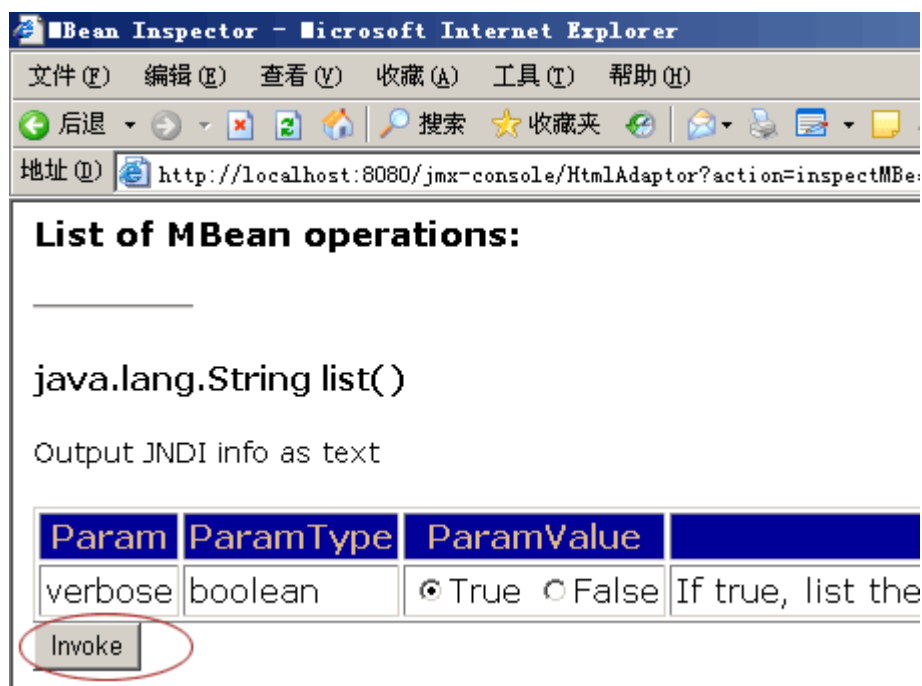 MBean Inspector - Microsoft Internet Explorer
文件(F) 编辑(E) 查看(V) 收藏(A) 工具(T) 帮助(H)
后退 搜索 收藏夹
地址(D) http://localhost:8080/jmx-console/HtmlAdaptor?action=inspectMBe
List of MBean operations:
java.lang.String list()
Output JNDI info as text
Param ParamType ParamValue
verbose boolean True False If true, list the
Invoke